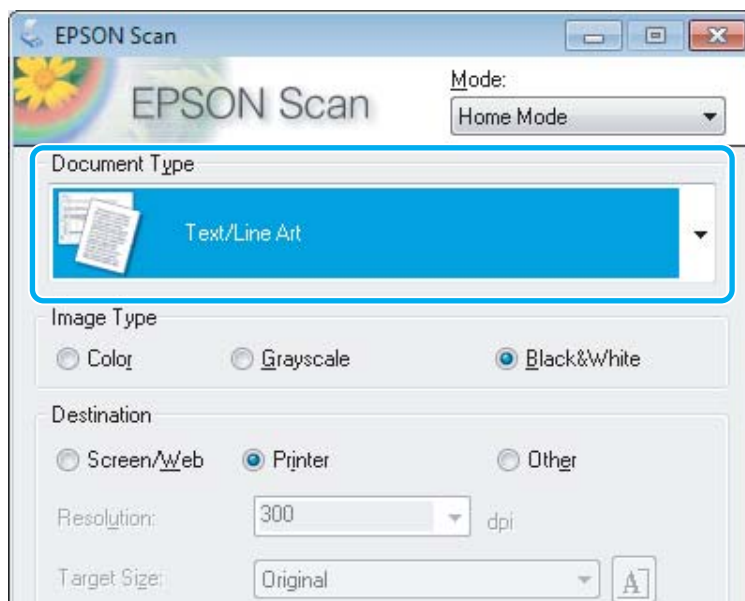 EPSON Scan
EPSON Scan
Mode:
Home Mode
Document Type
Text/Line Art
Image Type
Color
Grayscale
Black&White
Destination
Screen/Web
Printer
Other
Resolution:
300
dpi
Target Size:
Original
A